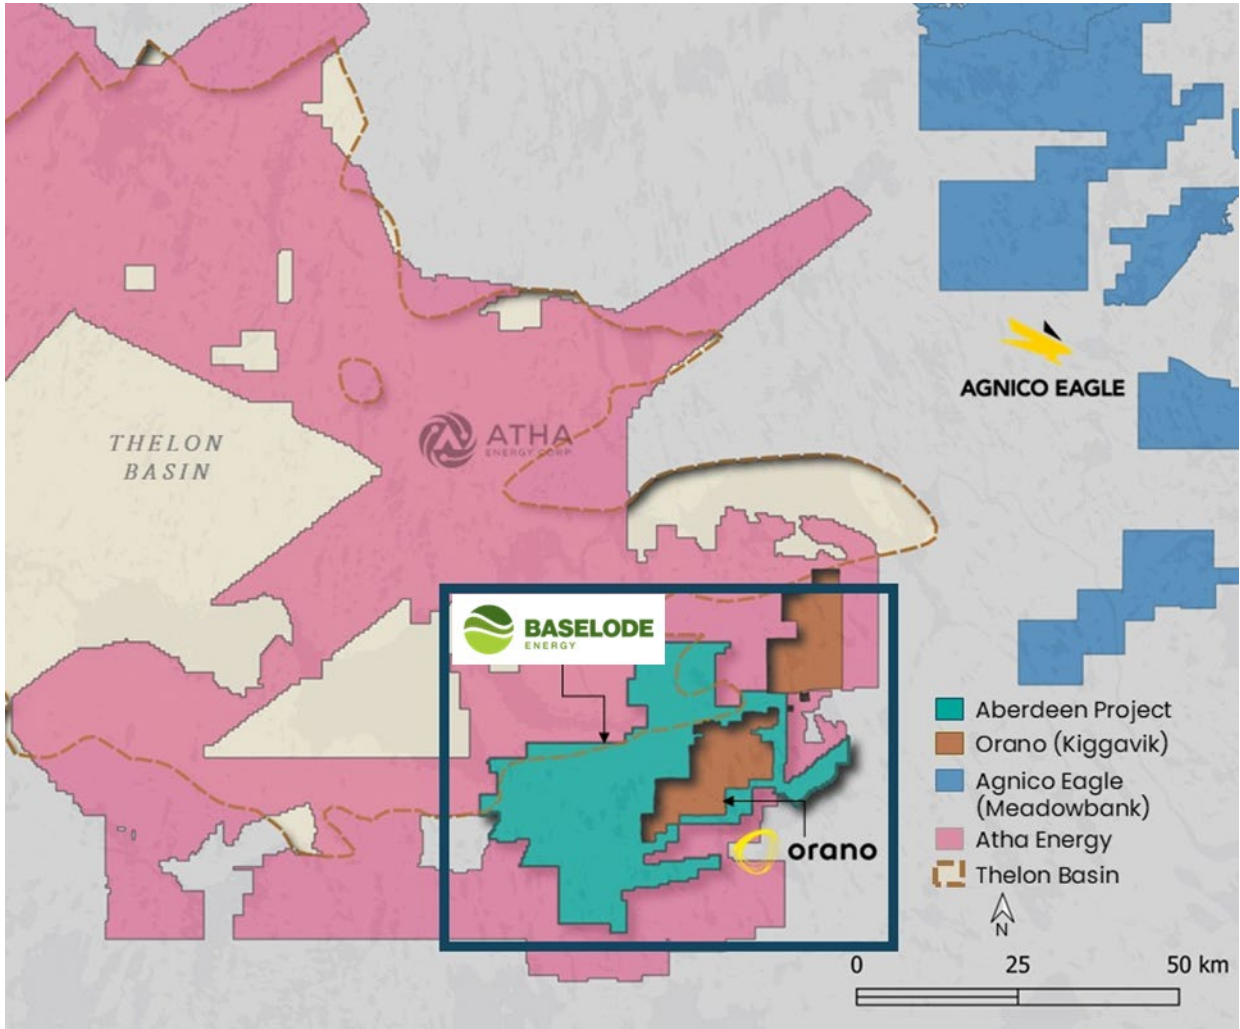 AGNICO EAGLE
ATHA
ENERGY CORP
THELON
BASIN
BASELODE
ENERGY
orano
Aberdeen Project
Orano (Kiggavik)
Agnico Eagle
(Meadowbank)
Atha Energy
Thelon Basin
N
0 25 50 km